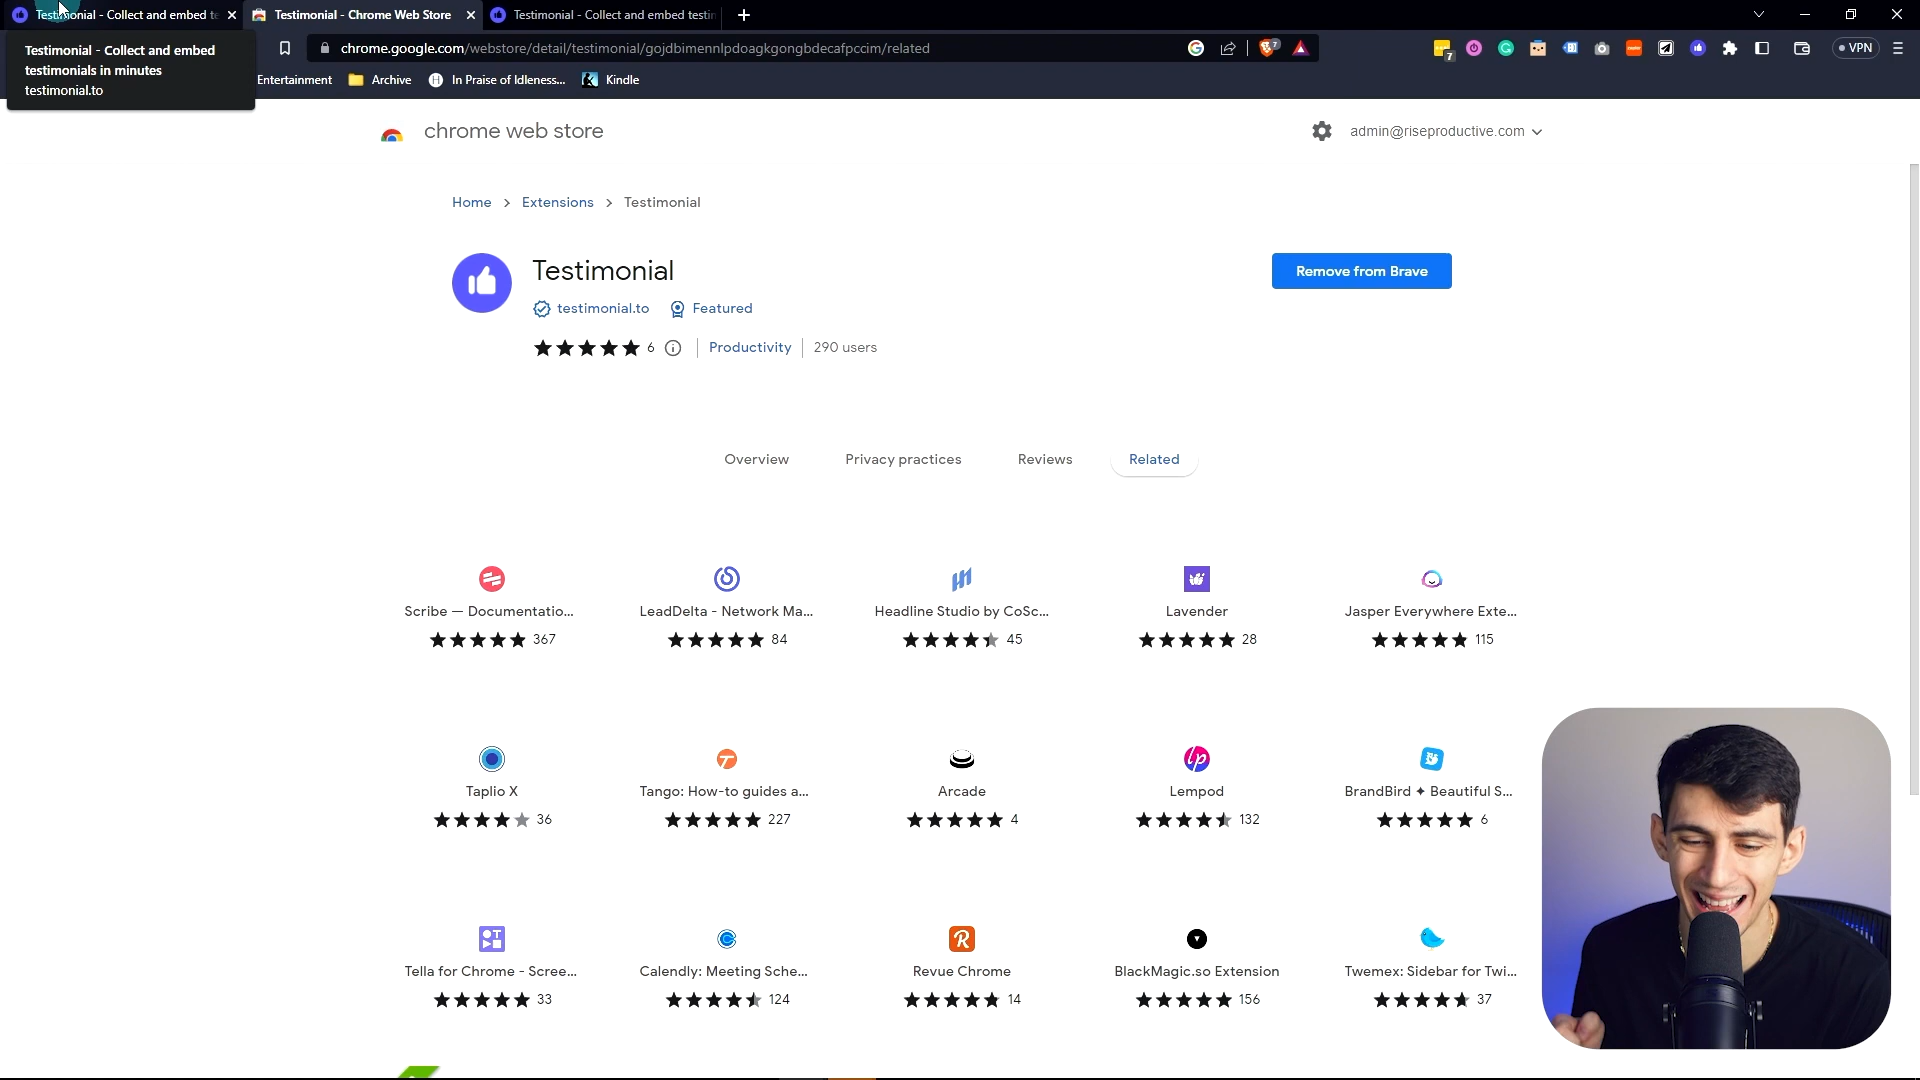 Testimonial - Collect and embed te
Testimonial - Chrome Web Store
Testimonial - Collect and embed testin
chrome.google.com/webstore/detail/testimonial/gojdbimennlpdoagkgongbdecafpccim/related
7
7
VPN
Testimonial - Collect and embed
testimonials in minutes
testimonial.to
Entertainment
Archive
In Praise of Idleness...
Kindle
chrome web store
admin@riseproductive.com
Home > Extensions > Testimonial
Testimonial
Remove from Brave
testimonial.to
Featured
6
Productivity
290 users
Overview
Privacy practices
Reviews
Related
Scribe — Documentatio...
LeadDelta - Network Ma...
Headline Studio by CoSc...
Lavender
Jasper Everywhere Exte...
367
84
45
28
115
Taplio X
Tango: How-to guides a...
Arcade
Lempod
BrandBird ✦ Beautiful S...
36
227
4
132
6
Tella for Chrome - Scree...
Calendly: Meeting Sche...
Revue Chrome
BlackMagic.so Extension
Twemex: Sidebar for Twi...
33
124
14
156
37